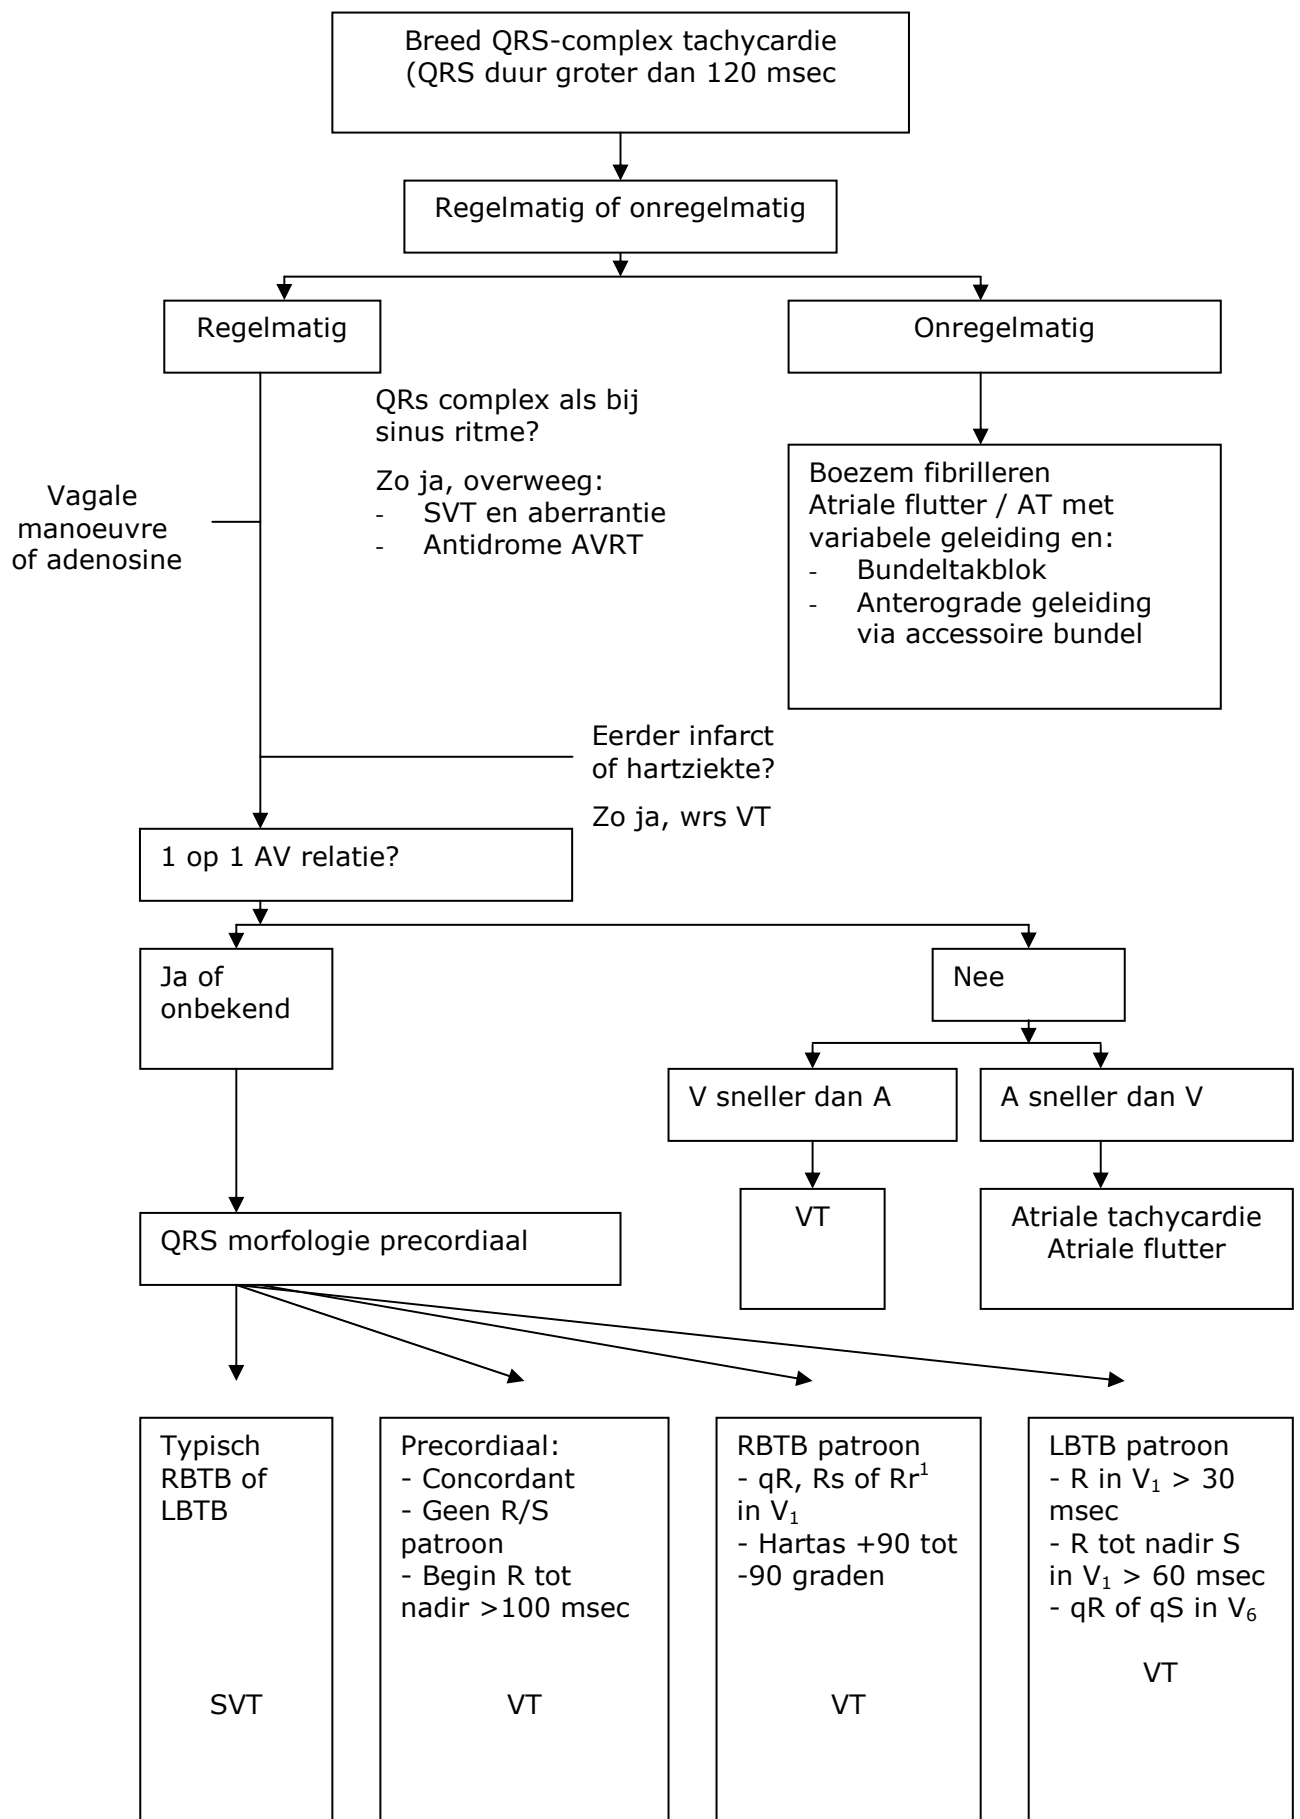 Breed QRS-complex tachycardie
(QRS duur groter dan 120 msec
Regelmatig of onregelmatig
Regelmatig
Onregelmatig
QRs complex als bij
sinus ritme?
Zo ja, overweeg:
- SVT en aberrantie
- Antidrome AVRT
Vagale
manoeuvre
of adenosine
Boezem fibrilleren
Atriale flutter / AT met
variabele geleiding en:
- Bundeltakblok
- Anterograde geleiding
via accessoire bundel
Eerder infarct
of hartziekte?
Zo ja, wrs VT
1 op 1 AV relatie?
Ja of
onbekend
Nee
V sneller dan A
A sneller dan V
VT
Atriale tachycardie
Atriale flutter
QRS morfologie precordiaal
Typisch
RBTB of
LBTB
SVT
Precordiaal:
- Concordant
- Geen R/S
patroon
- Begin R tot
nadir >100 msec
VT
RBTB patroon
- qR, Rs of Rr¹
in V₁
- Hartas +90 tot
-90 graden
VT
LBTB patroon
- R in V₁ > 30
msec
- R tot nadir S
in V₁ > 60 msec
- qR of qS in V₆
VT